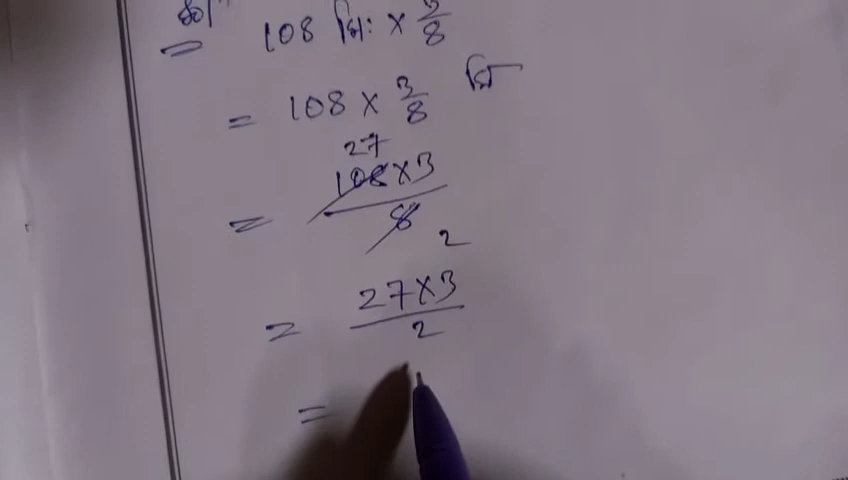 108 × 3/8
= 108 × 3/8
27
= 108×3/8
2
= 27×3/2
=